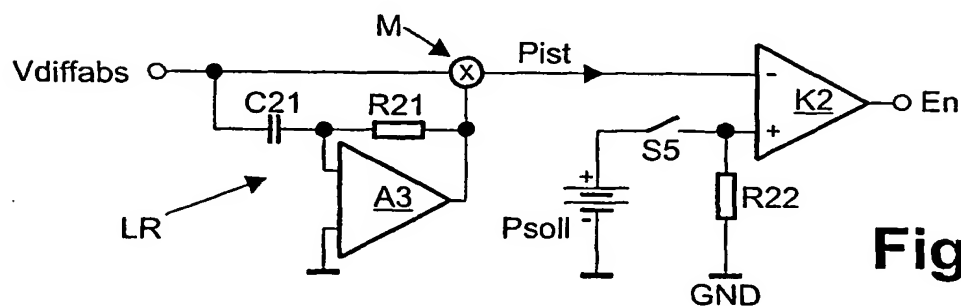 M
Vdiffabs
X
Pist
C21
R21
-
K2
En
+
S5
A3
LR
+
-
Psoll
R22
GND
Fig